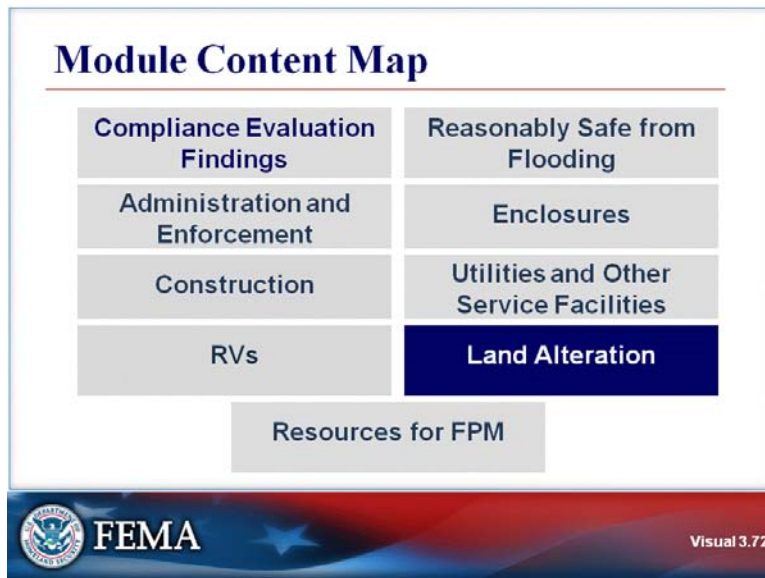 Module Content Map
Compliance Evaluation
Findings
Reasonably Safe from
Flooding
Administration and
Enforcement
Enclosures
Construction
Utilities and Other
Service Facilities
RVs
Land Alteration
Resources for FPM
FEMA
Visual 3.72